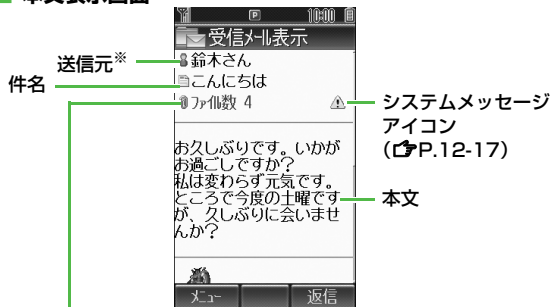 本文表示画面
10:00
受信メール表示
送信元※
鈴木さん
件名
こんにちは
ファイル数 4
システムメッセージ
アイコン
(P.12-17)
お久しぶりです。いかが
お過ごしですか？
私は変わらず元気です。
ところで今度の土曜です
が、久しぶりに会いませ
んか？
本文
メニュー
返信